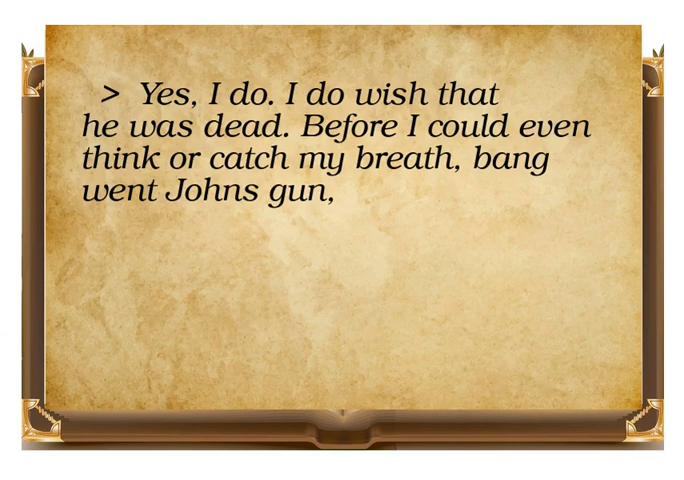 > Yes, I do. I do wish that
he was dead. Before I could even
think or catch my breath, bang
went Johns gun,